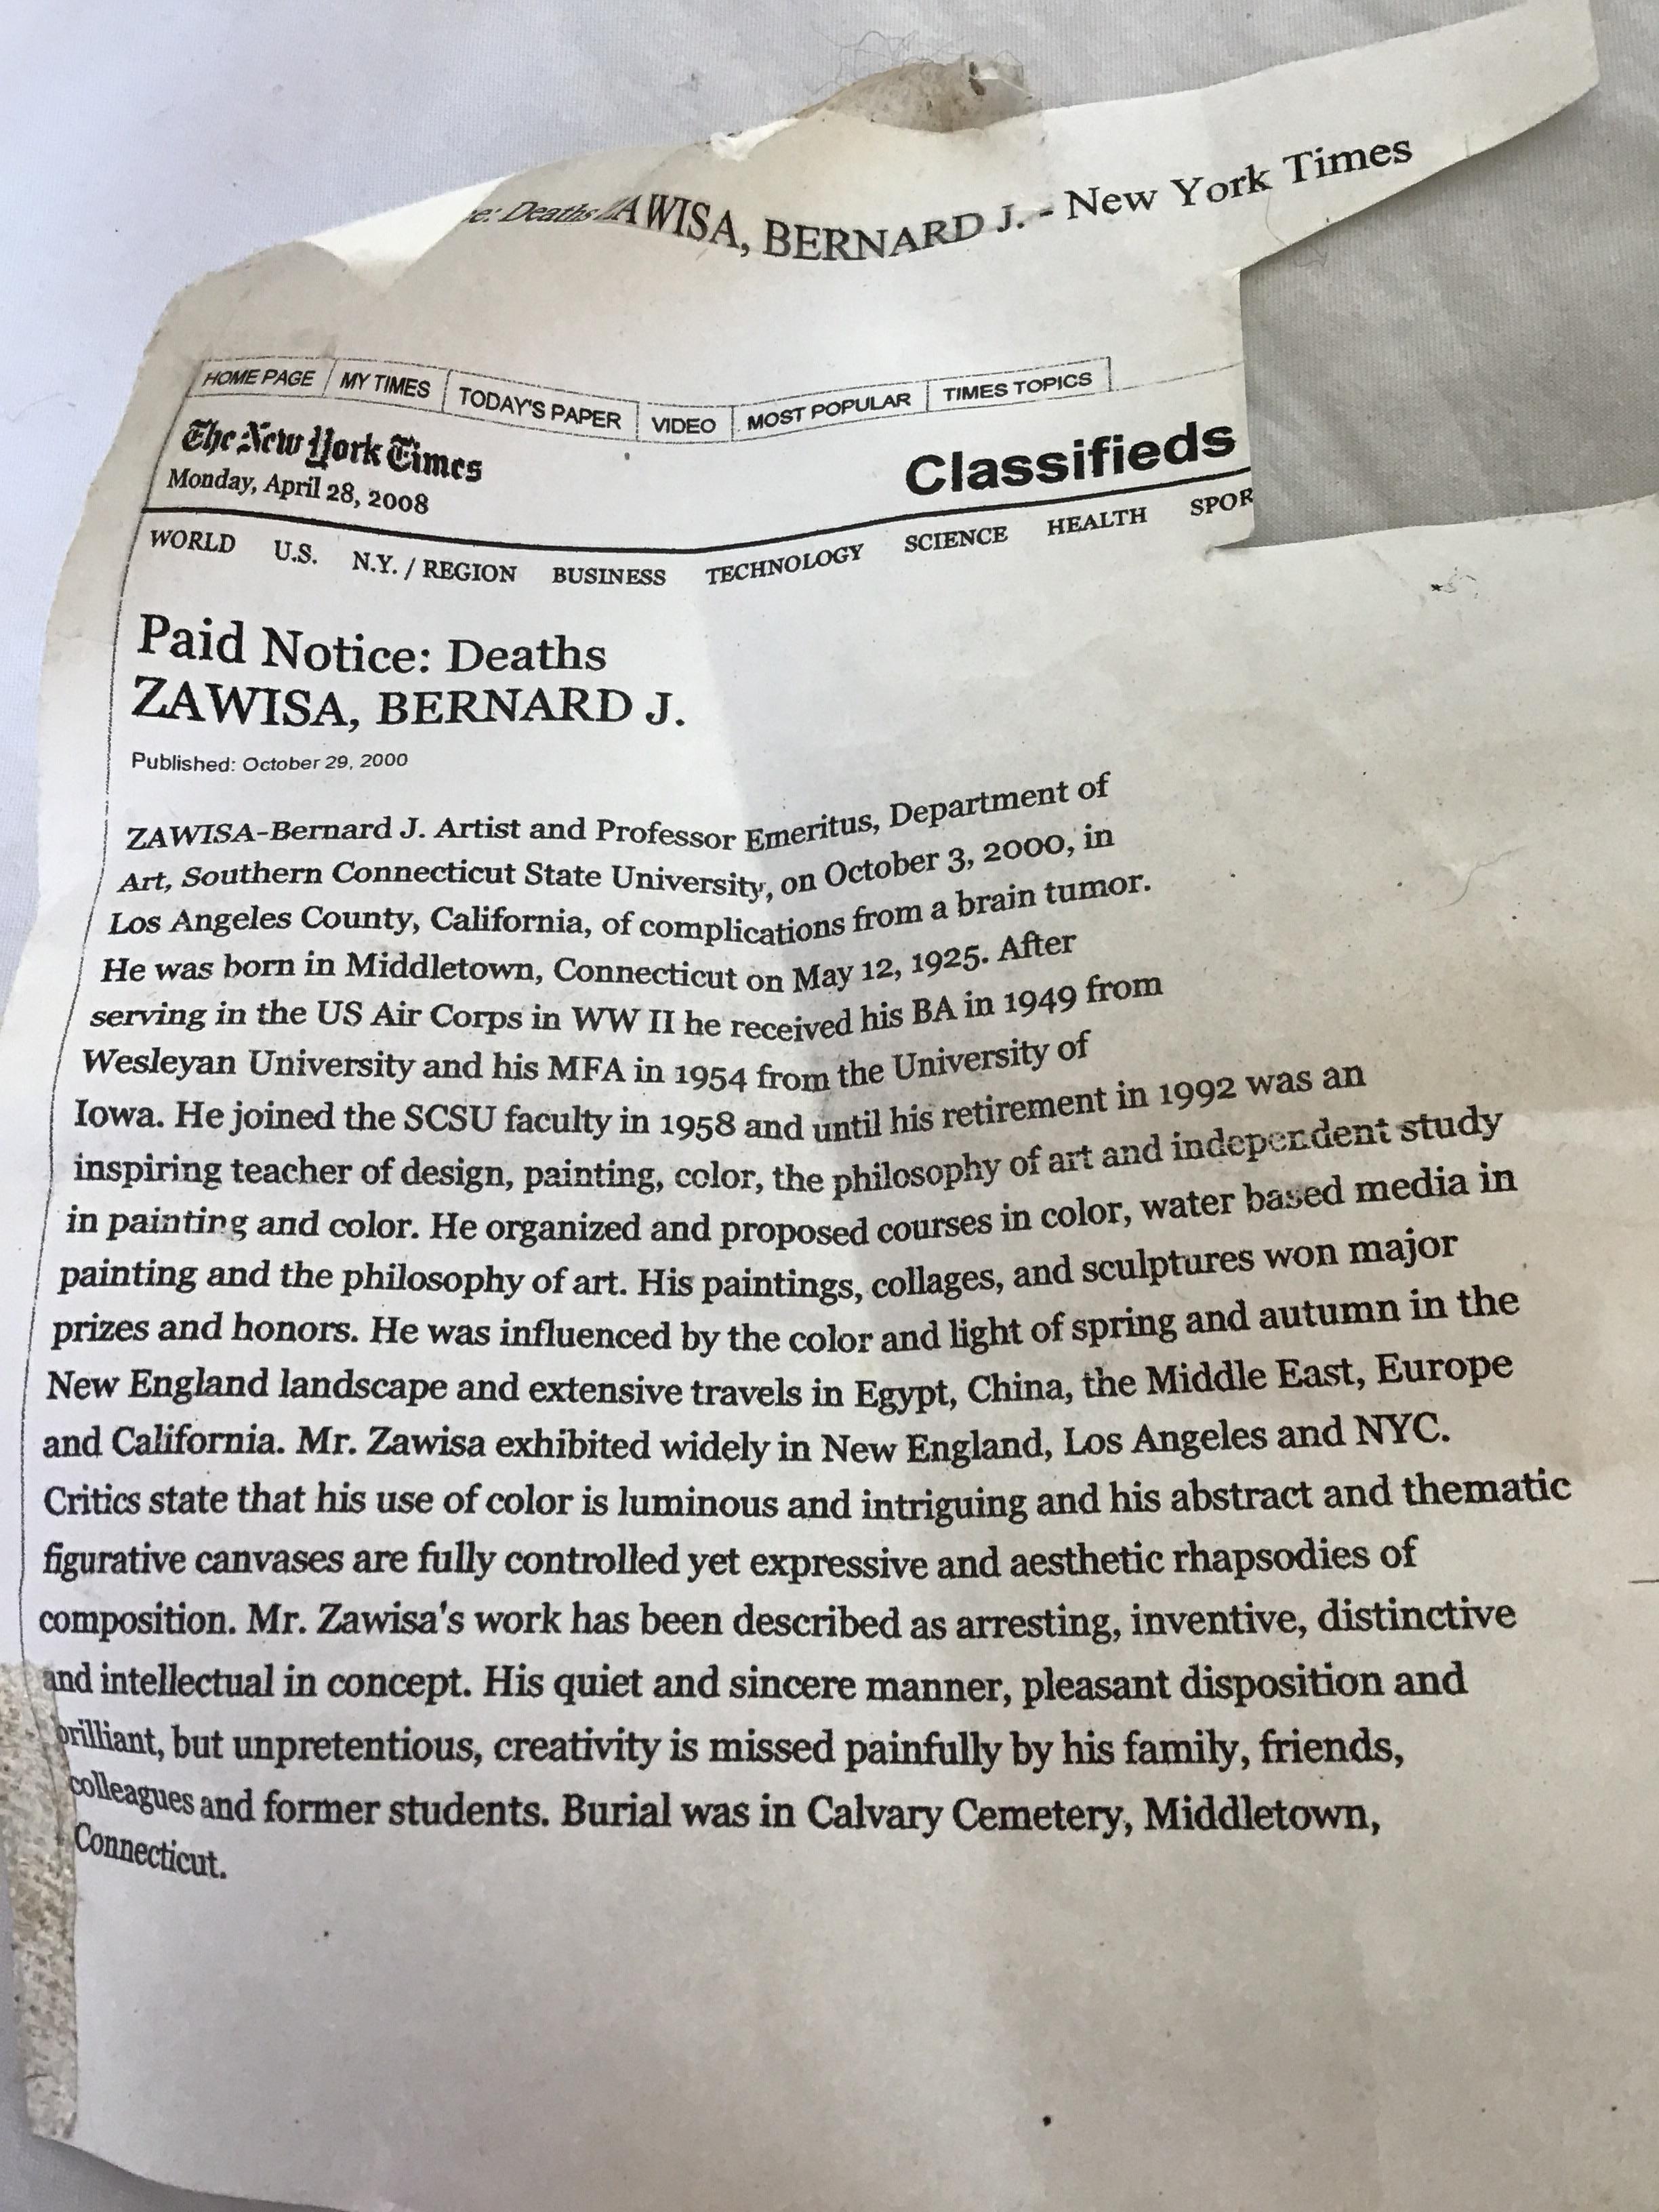 e: Deaths ZAWISA, BERNARD J. - New York Times
HOME PAGE MY TIMES TODAY'S PAPER VIDEO MOST POPULAR TIMES TOPICS
The New York Times
Monday, April 28, 2008
Classifieds
WORLD U.S. N.Y. / REGION BUSINESS TECHNOLOGY SCIENCE HEALTH SPOR
Paid Notice: Deaths
ZAWISA, BERNARD J.
Published: October 29, 2000
ZAWISA-Bernard J. Artist and Professor Emeritus, Department of
Art, Southern Connecticut State University, on October 3, 2000, in
Los Angeles County, California, of complications from a brain tumor.
He was born in Middletown, Connecticut on May 12, 1925. After
serving in the US Air Corps in WW II he received his BA in 1949 from
Wesleyan University and his MFA in 1954 from the University of
Iowa. He joined the SCSU faculty in 1958 and until his retirement in 1992 was an
inspiring teacher of design, painting, color, the philosophy of art and independent study
in painting and color. He organized and proposed courses in color, water based media in
painting and the philosophy of art. His paintings, collages, and sculptures won major
prizes and honors. He was influenced by the color and light of spring and autumn in the
New England landscape and extensive travels in Egypt, China, the Middle East, Europe
and California. Mr. Zawisa exhibited widely in New England, Los Angeles and NYC.
Critics state that his use of color is luminous and intriguing and his abstract and thematic
figurative canvases are fully controlled yet expressive and aesthetic rhapsodies of
composition. Mr. Zawisa's work has been described as arresting, inventive, distinctive
and intellectual in concept. His quiet and sincere manner, pleasant disposition and
brilliant, but unpretentious, creativity is missed painfully by his family, friends,
colleagues and former students. Burial was in Calvary Cemetery, Middletown,
Connecticut.